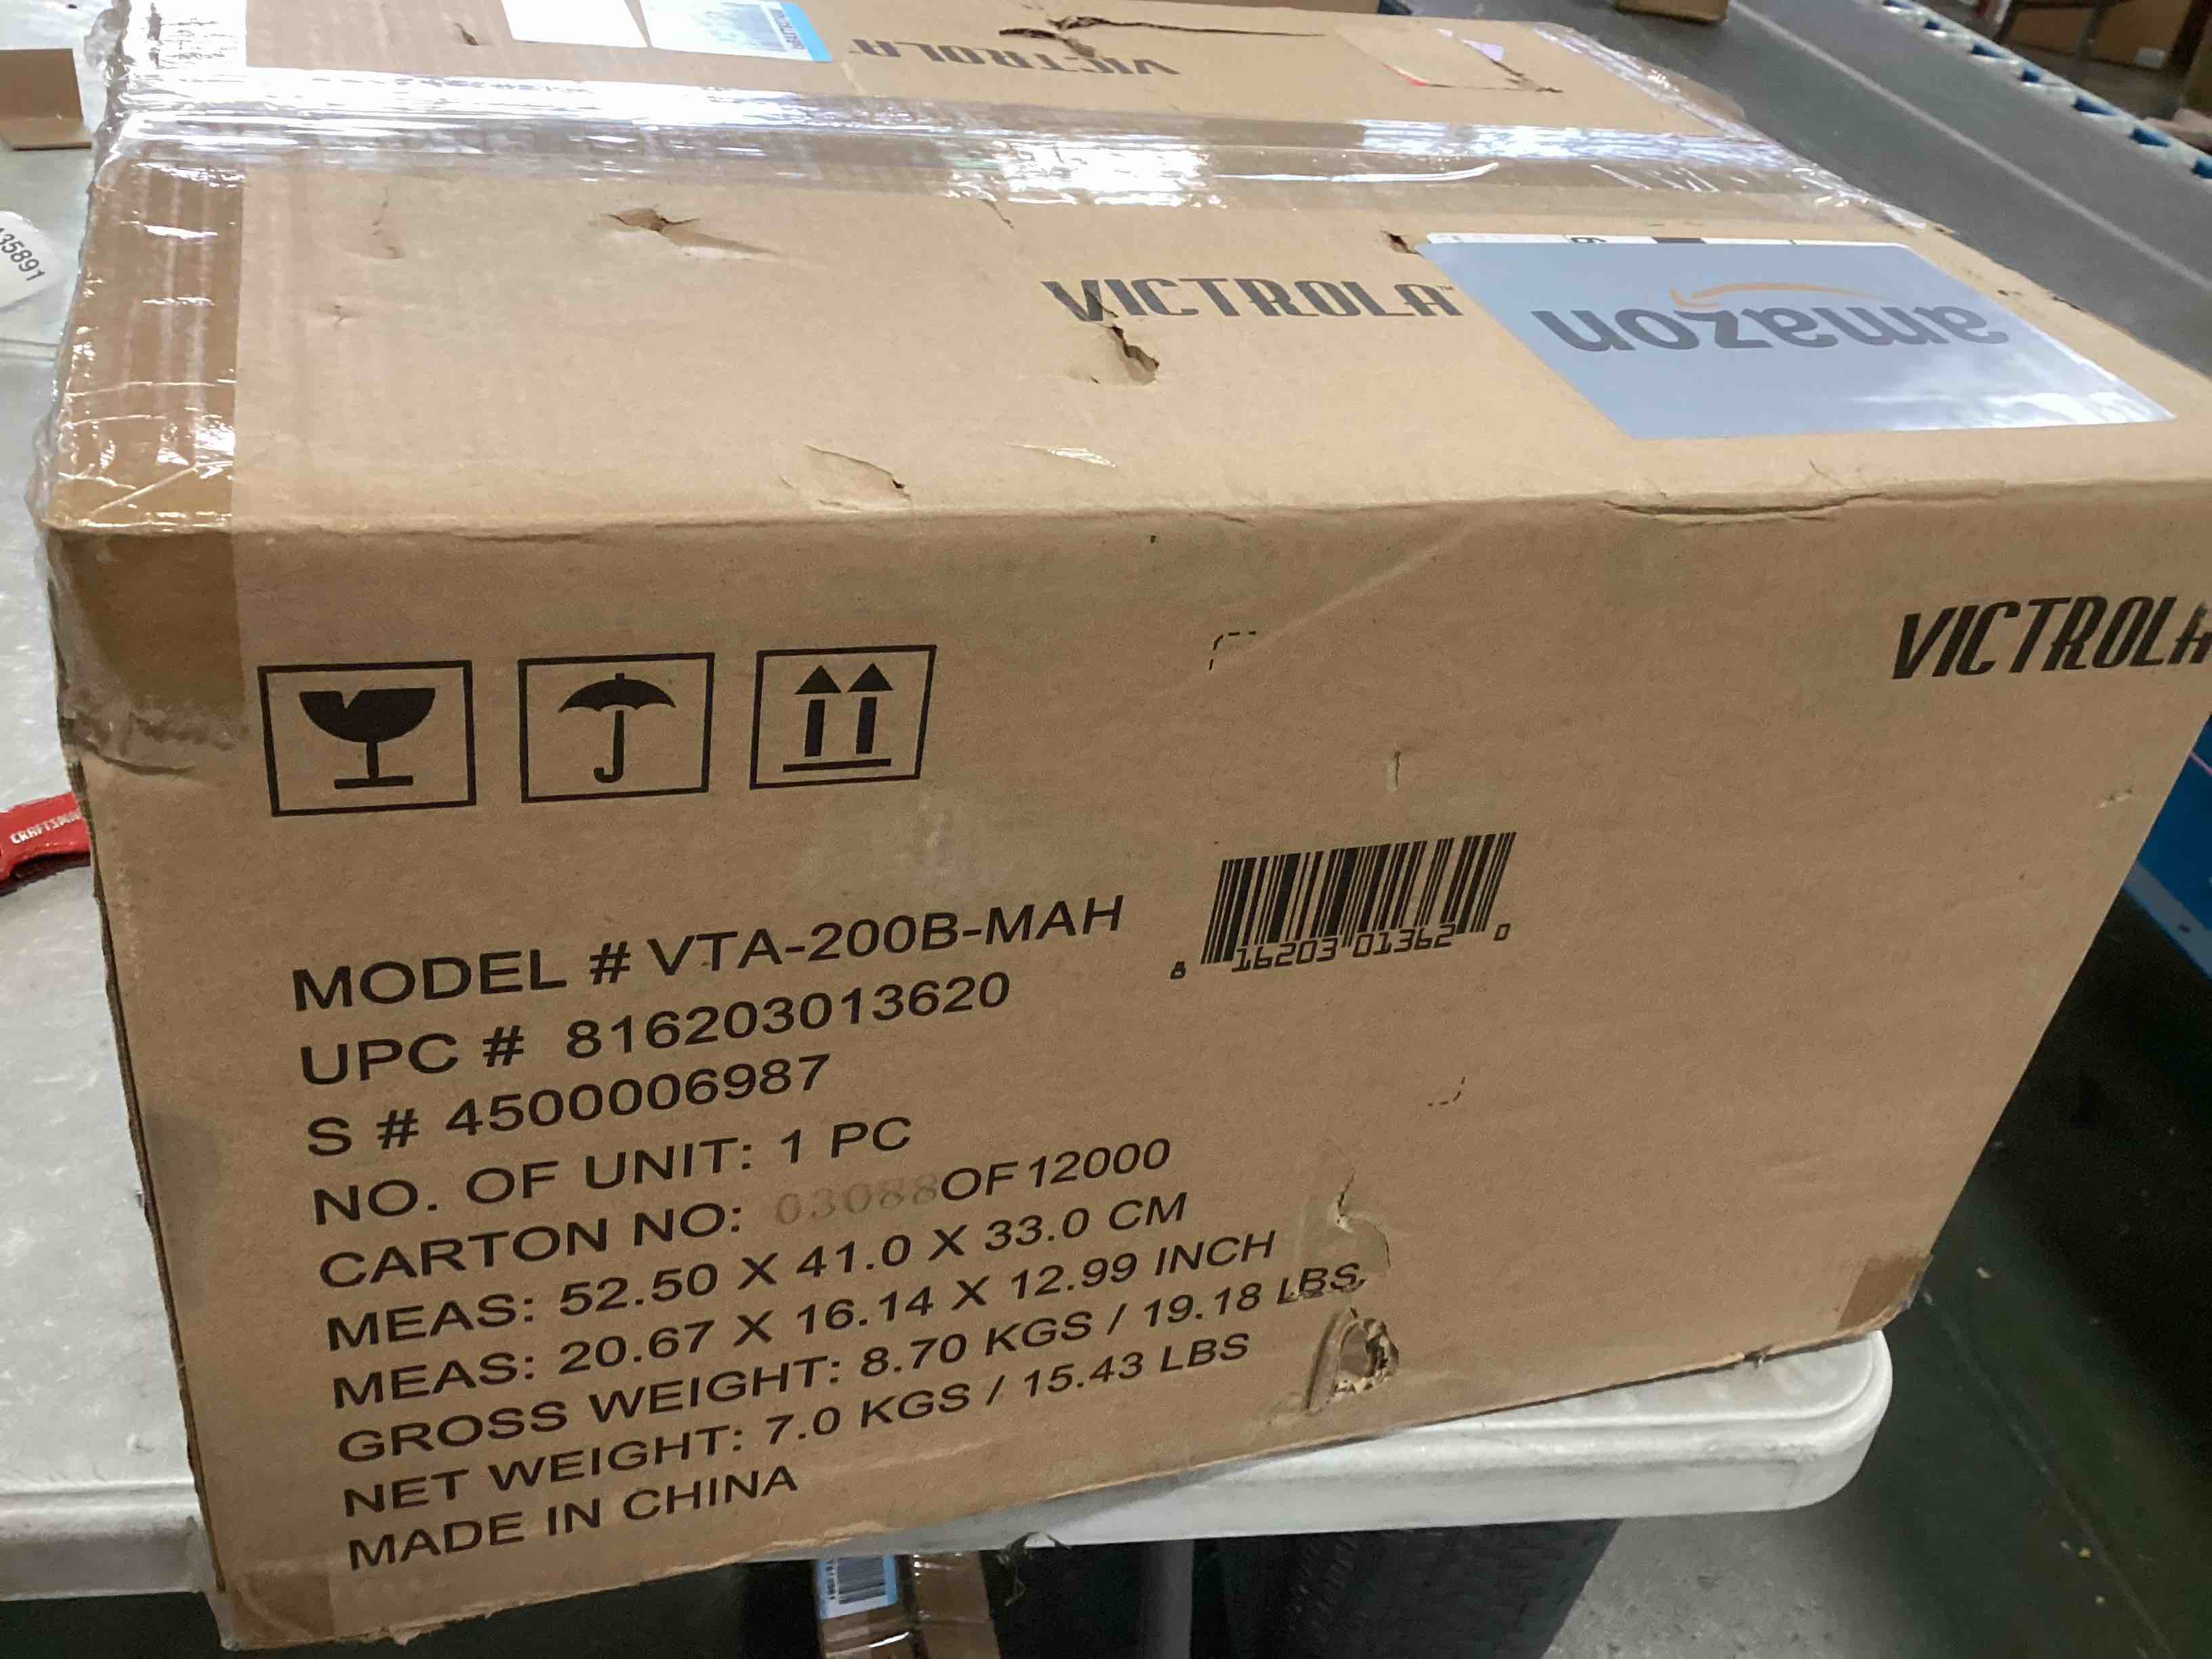 VICTROLA
VICTROLA™
amazon
VICTROLA
35891
CRAFTSMAN
MODEL # VTA-200B-MAH
8 16203 01362 0
UPC # 816203013620
S # 4500006987
NO. OF UNIT: 1 PC
CARTON NO: 03088 OF 12000
MEAS: 52.50 X 41.0 X 33.0 CM
MEAS: 20.67 X 16.14 X 12.99 INCH
GROSS WEIGHT: 8.70 KGS / 19.18 LBS
NET WEIGHT: 7.0 KGS / 15.43 LBS
MADE IN CHINA